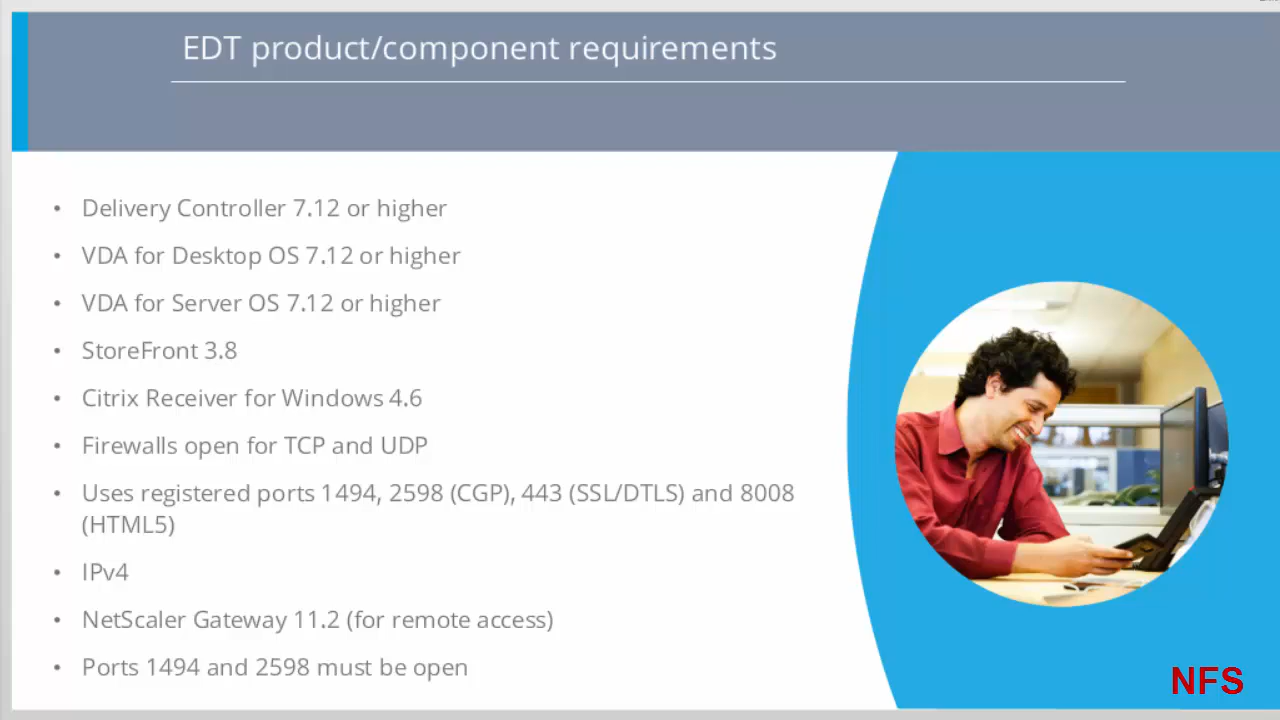 EDT product/component requirements
• Delivery Controller 7.12 or higher
• VDA for Desktop OS 7.12 or higher
• VDA for Server OS 7.12 or higher
• StoreFront 3.8
• Citrix Receiver for Windows 4.6
• Firewalls open for TCP and UDP
• Uses registered ports 1494, 2598 (CGP), 443 (SSL/DTLS) and 8008
(HTML5)
• IPv4
• NetScaler Gateway 11.2 (for remote access)
• Ports 1494 and 2598 must be open
NFS